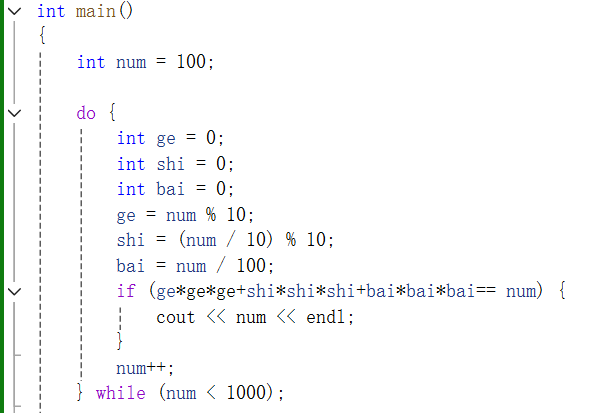 int main()
{
int num = 100;
do {
int ge = 0;
int shi = 0;
int bai = 0;
ge = num % 10;
shi = (num / 10) % 10;
bai = num / 100;
if (ge*ge*ge+shi*shi*shi+bai*bai*bai== num) {
cout << num << endl;
}
num++;
} while (num < 1000);